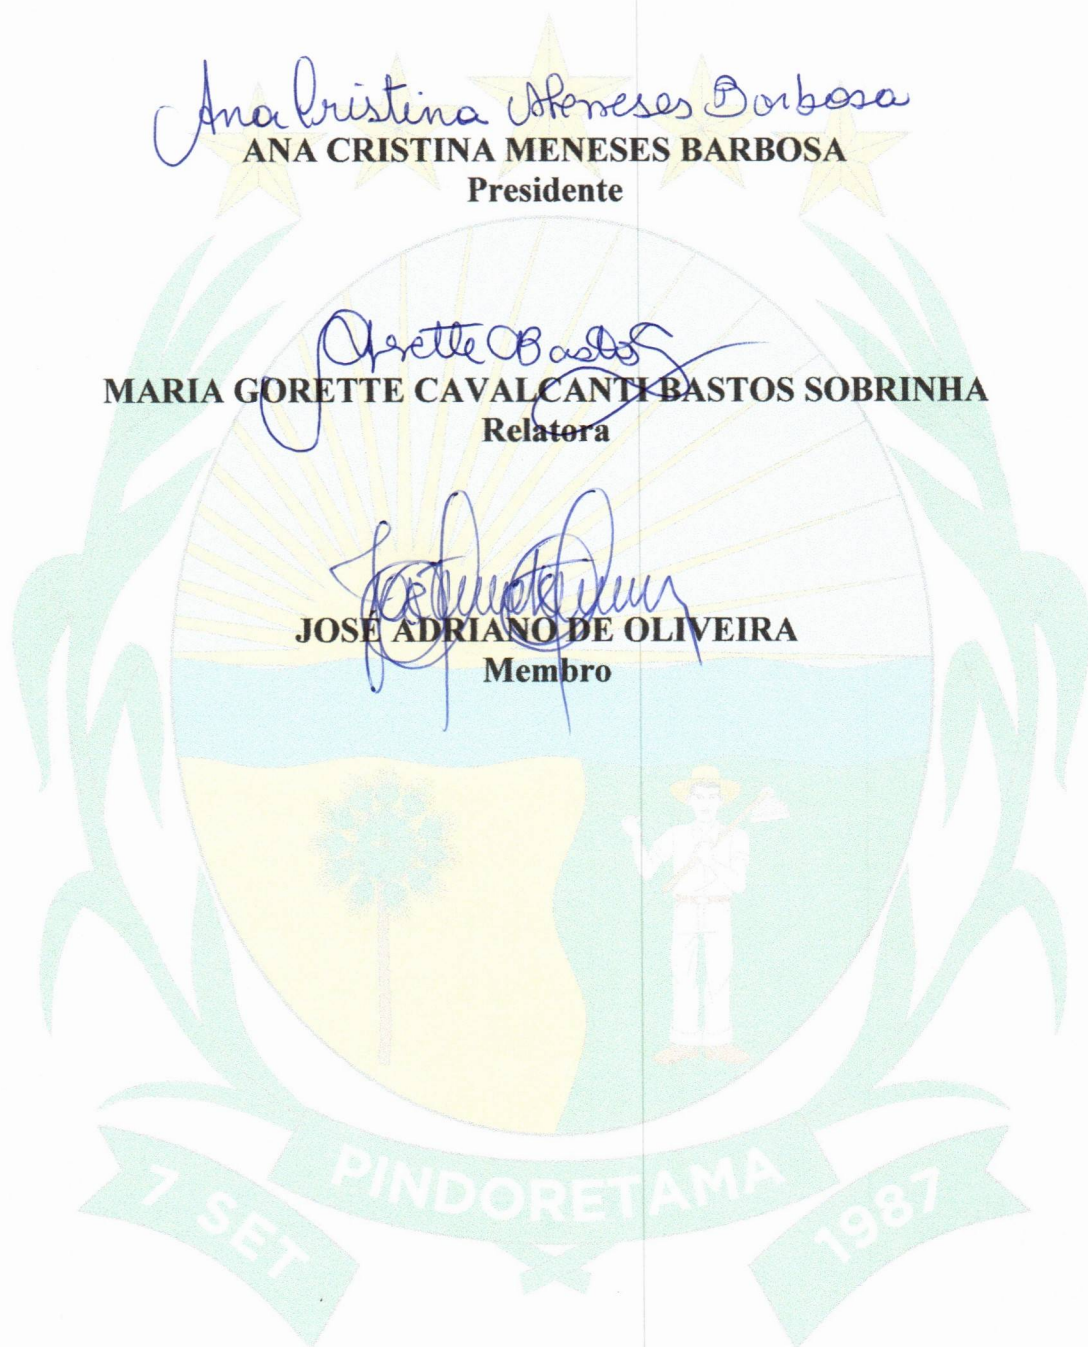 Ana Cristina Meneses Barbosa
ANA CRISTINA MENESES BARBOSA
Presidente
Gorette Bastos
MARIA GORETTE CAVALCANTI BASTOS SOBRINHA
Relatora
JOSÉ ADRIANO DE OLIVEIRA
Membro
7 SET PINDORETAMA 1987